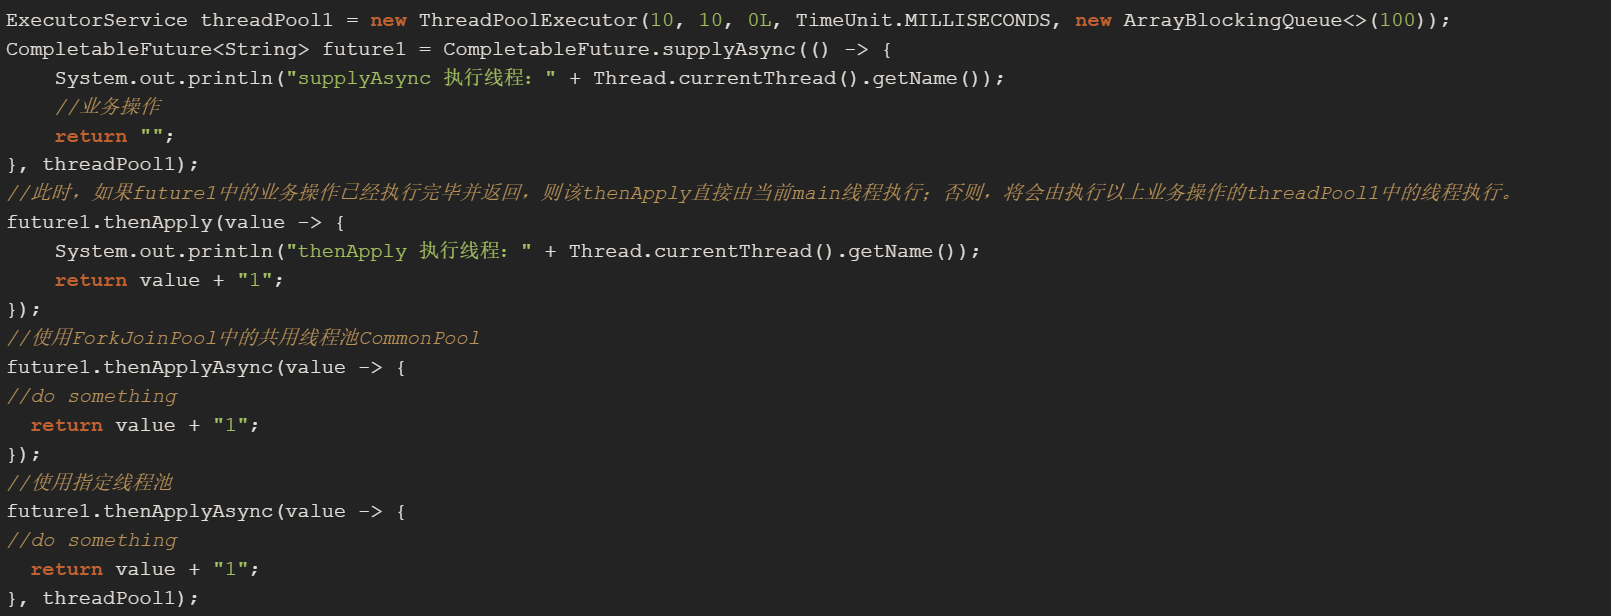 ExecutorService threadPool1 = new ThreadPoolExecutor(10, 10, 0L, TimeUnit.MILLISECONDS, new ArrayBlockingQueue<>(100));
CompletableFuture<String> future1 = CompletableFuture.supplyAsync(() -> {
    System.out.println("supplyAsync 执行线程：" + Thread.currentThread().getName());
    //业务操作
    return "";
}, threadPool1);
//此时，如果future1中的业务操作已经执行完毕并返回，则该thenApply直接由当前main线程执行；否则，将会由执行以上业务操作的threadPool1中的线程执行。
future1.thenApply(value -> {
    System.out.println("thenApply 执行线程：" + Thread.currentThread().getName());
    return value + "1";
});
//使用ForkJoinPool中的共用线程池CommonPool
future1.thenApplyAsync(value -> {
//do something
  return value + "1";
});
//使用指定线程池
future1.thenApplyAsync(value -> {
//do something
  return value + "1";
}, threadPool1);